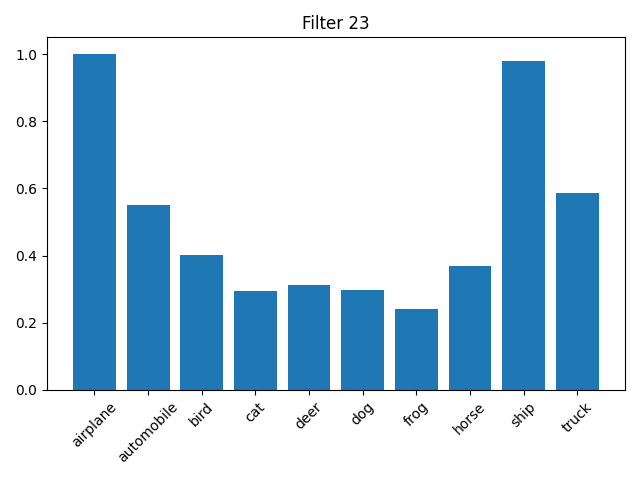 Filter 23
1.0
0.8
0.6
0.4
0.2
0.0
airplane
automobile
bird
cat
deer
dog
frog
horse
ship
truck